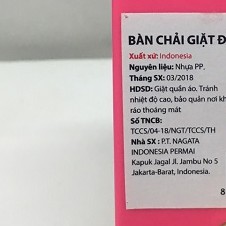 BÀN CHẢI GIẶT Đ
Xuất xứ: Indonesia
Nguyên liệu: Nhựa PP,
Tháng SX: 03/2018
HDSD: Giặt quần áo. Tránh
nhiệt độ cao, bảo quản nơi kh
ráo thoáng mát
Số TNCB:
TCCS/04-18/NGT/TCCS/TH
Nhà SX : P.T. NAGATA
INDONESIA PERMAI
Kapuk Jagal Jl. Jambu No 5
Jakarta-Barat, Indonesia.
8